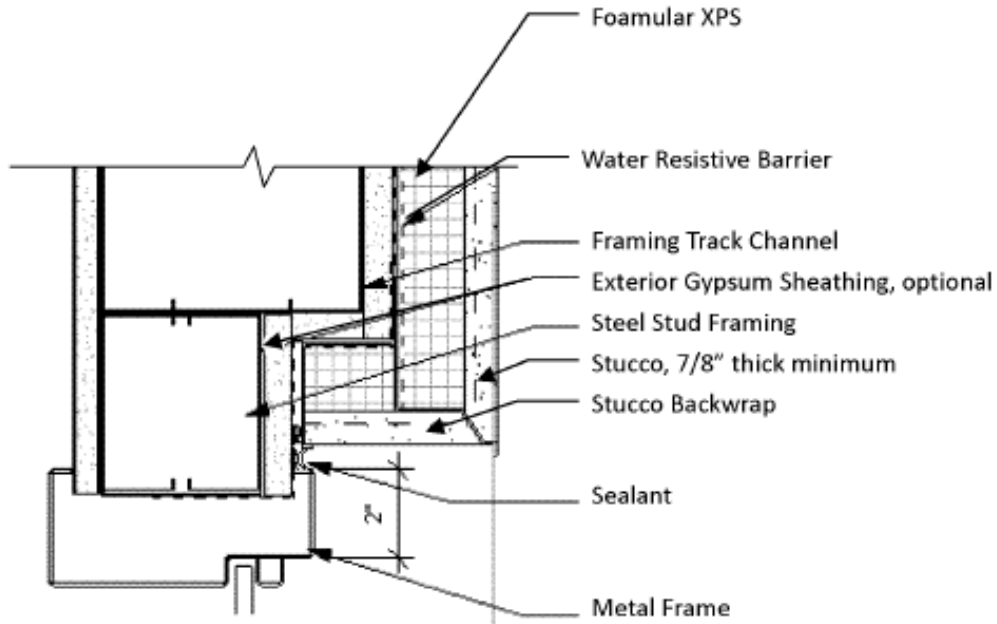 Foamular XPS
Water Resistive Barrier
Framing Track Channel
Exterior Gypsum Sheathing, optional
Steel Stud Framing
Stucco, 7/8" thick minimum
Stucco Backwrap
Sealant
2"
Metal Frame